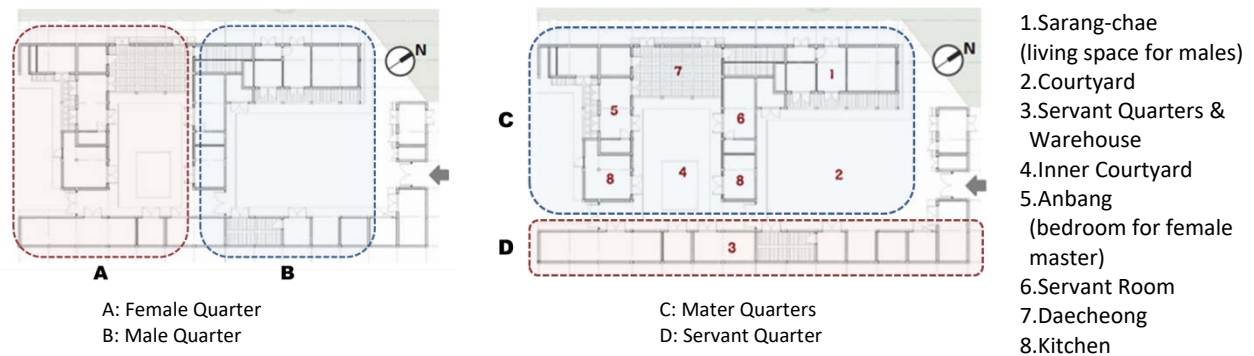 N
A
B
A: Female Quarter
B: Male Quarter
N
7
1
C
5
6
8
4
8
2
D
3
C: Mater Quarters
D: Servant Quarter
1.Sarang-chae
(living space for males)
2.Courtyard
3.Servant Quarters &
Warehouse
4.Inner Courtyard
5.Anbang
(bedroom for female
master)
6.Servant Room
7.Daecheong
8.Kitchen